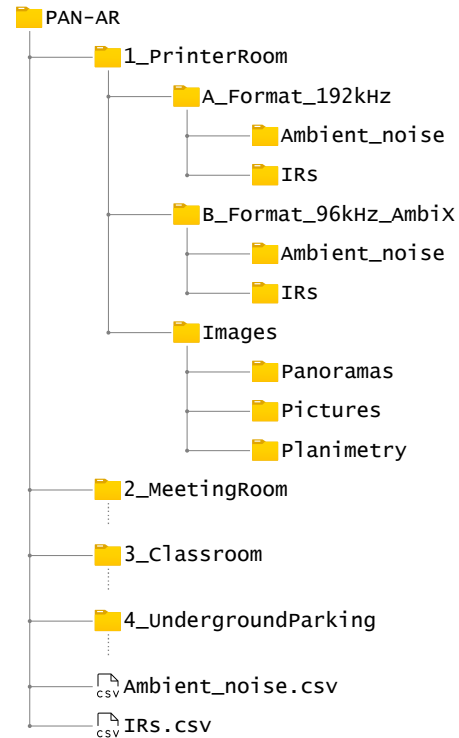 PAN-AR
1_PrinterRoom
A_Format_192kHz
Ambient_noise
IRs
B_Format_96kHz_AmbiX
Ambient_noise
IRs
Images
Panoramas
Pictures
Planimetry
2_MeetingRoom
3_Classroom
4_UndergroundParking
CSV Ambient_noise.csv
CSV IRs.csv